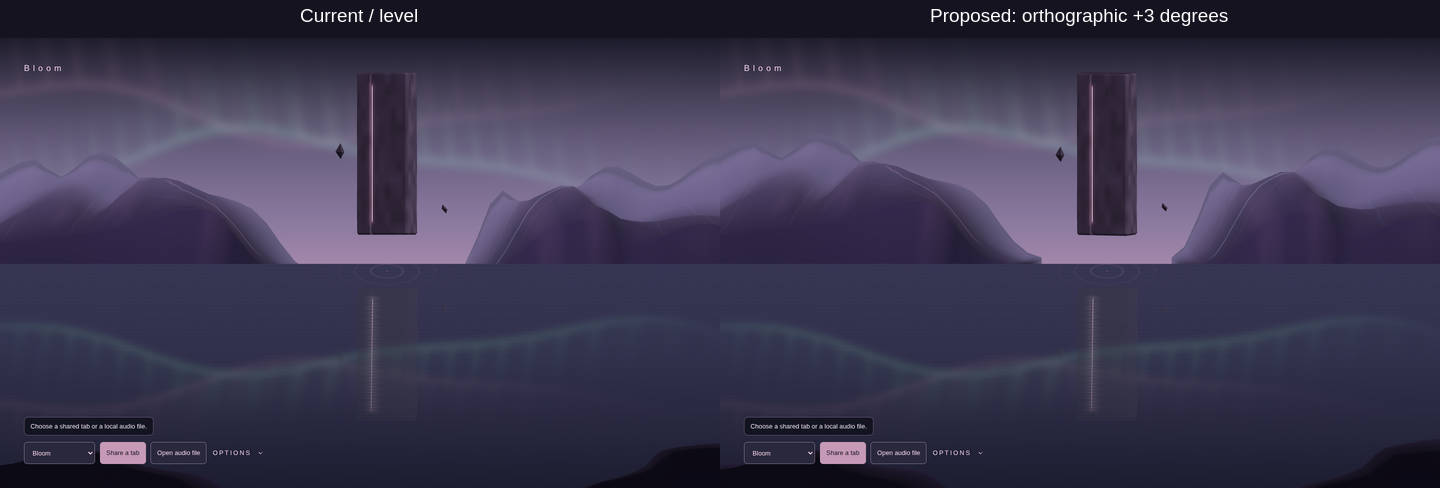 Current / level
Proposed: orthographic +3 degrees
Bloom
Bloom
Choose a shared tab or a local audio file.
Bloom
Share a tab
Open audio file
OPTIONS
Choose a shared tab or a local audio file.
Bloom
Share a tab
Open audio file
OPTIONS